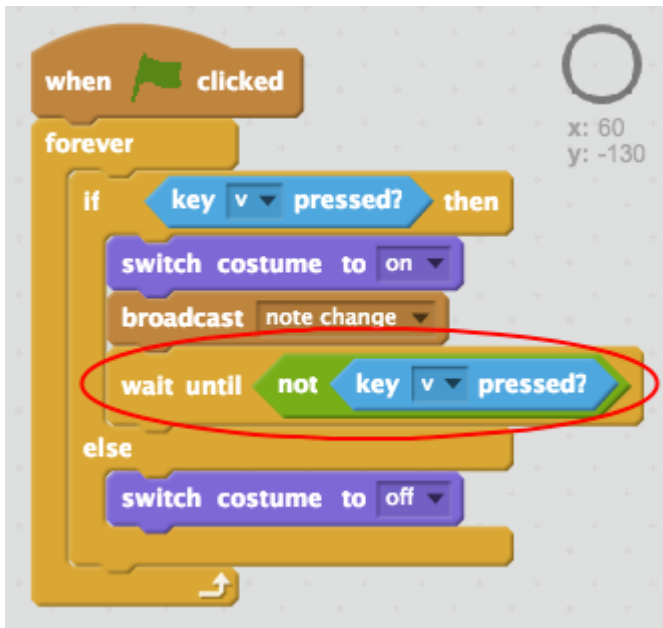 when clicked
x: 60
y: -130
forever
if key v pressed? then
switch costume to on
broadcast note change
wait until not key v pressed?
else
switch costume to off